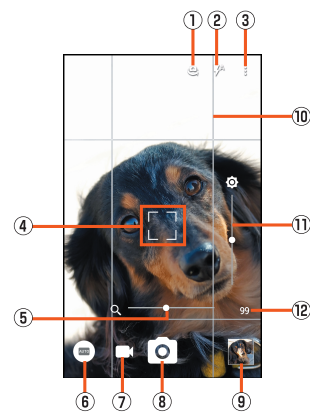 ① ② ③
⑩
④
⑪
⑤
99 ⑫
⑥ ⑦ ⑧ ⑨